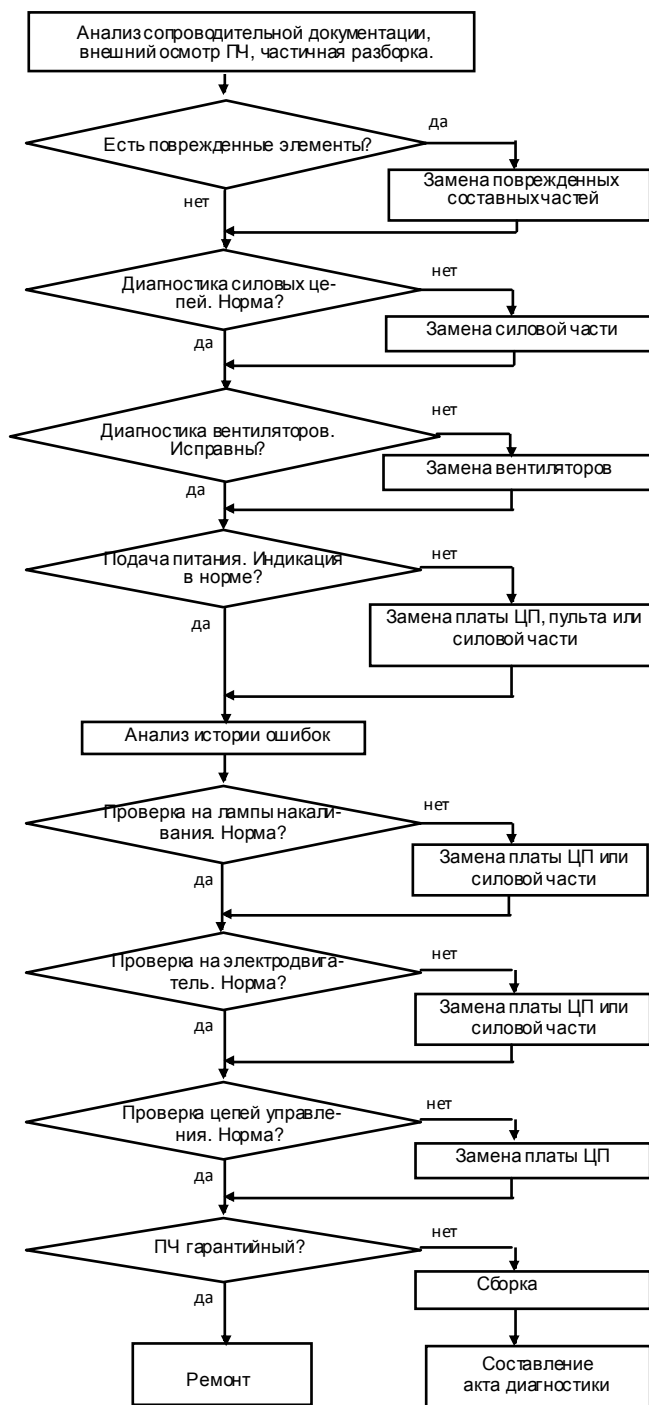 Анализ сопроводительной документации,
внешний осмотр ПЧ, частичная разборка.
да
Есть поврежденные элементы?
Замена поврежденных
составных частей
нет
Диагностика силовых це-
пей. Норма?
нет
Замена силовой части
да
Диагностика вентиляторов.
Исправны?
нет
Замена вентиляторов
да
Подача питания. Индикация
в норме?
нет
Замена платы ЦП, пульта или
силовой части
да
Анализ истории ошибок
Проверка на лампы накали-
вания. Норма?
нет
Замена платы ЦП или
силовой части
да
Проверка на электродвига-
тель. Норма?
нет
Замена платы ЦП или
силовой части
да
Проверка цепей управле-
ния. Норма?
нет
Замена платы ЦП
да
ПЧ гарантийный?
нет
Сборка
да
Ремонт
Составление
акта диагностики